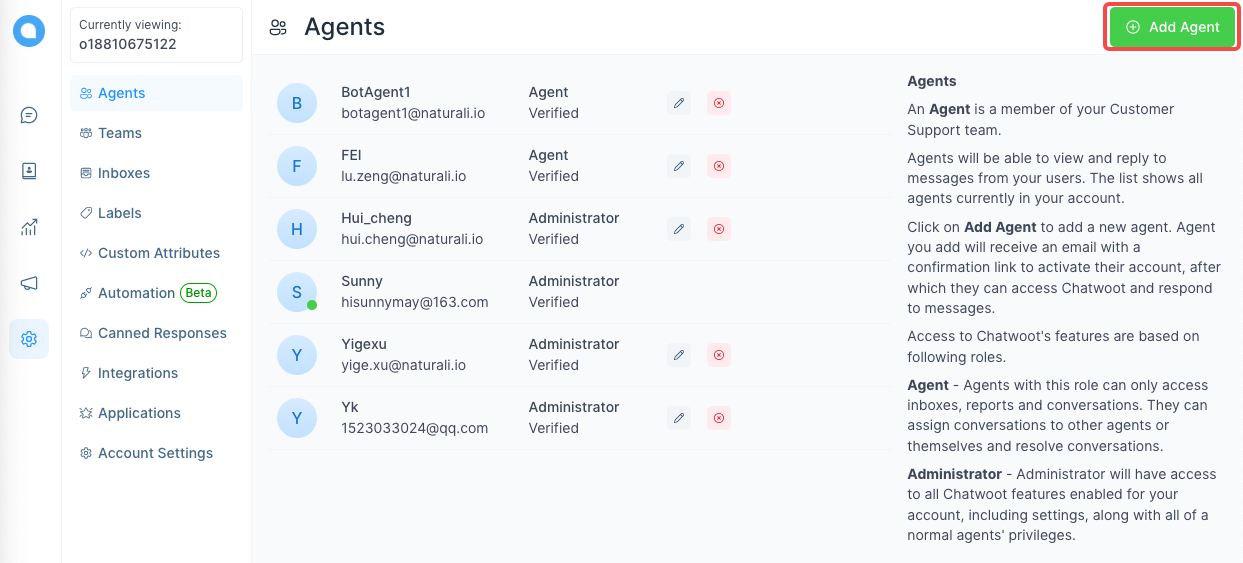 Currently viewing:
o18810675122
Agents
Teams
Inboxes
Labels
Custom Attributes
Automation Beta
Canned Responses
Integrations
Applications
Account Settings
Agents
Add Agent
B
BotAgent1
botagent1@naturali.io
Agent
Verified
F
FEI
lu.zeng@naturali.io
Agent
Verified
H
Hui_cheng
hui.cheng@naturali.io
Administrator
Verified
S
Sunny
hisunnymay@163.com
Administrator
Verified
Y
Yigexu
yige.xu@naturali.io
Administrator
Verified
Y
Yk
1523033024@qq.com
Administrator
Verified
Agents
An Agent is a member of your Customer
Support team.
Agents will be able to view and reply to
messages from your users. The list shows all
agents currently in your account.
Click on Add Agent to add a new agent. Agent
you add will receive an email with a
confirmation link to activate their account, after
which they can access Chatwoot and respond
to messages.
Access to Chatwoot's features are based on
following roles.
Agent - Agents with this role can only access
inboxes, reports and conversations. They can
assign conversations to other agents or
themselves and resolve conversations.
Administrator - Administrator will have access
to all Chatwoot features enabled for your
account, including settings, along with all of a
normal agents' privileges.